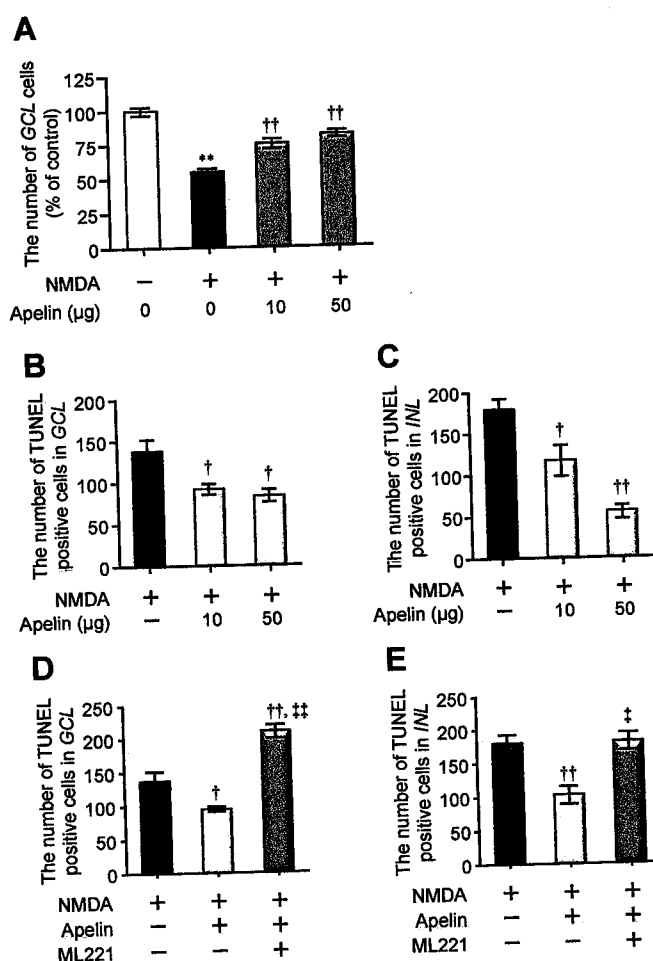 A
The number of GCL cells
(% of control)
125
100
75
50
25
0
**
††
††
NMDA − + + +
Apelin (µg) 0 0 10 50
B
The number of TUNEL
positive cells in GCL
200
150
100
50
0
†
†
NMDA + + +
Apelin (µg) − 10 50
C
The number of TUNEL
positive cells in INL
200
150
100
50
0
†
††
NMDA + + +
Apelin (µg) − 10 50
D
The number of TUNEL
positive cells in GCL
250
200
150
100
50
0
†
††, ‡‡
NMDA + + +
Apelin − + +
ML221 − − +
E
The number of TUNEL
positive cells in INL
250
200
150
100
50
0
††
‡
NMDA + + +
Apelin − + +
ML221 − − +